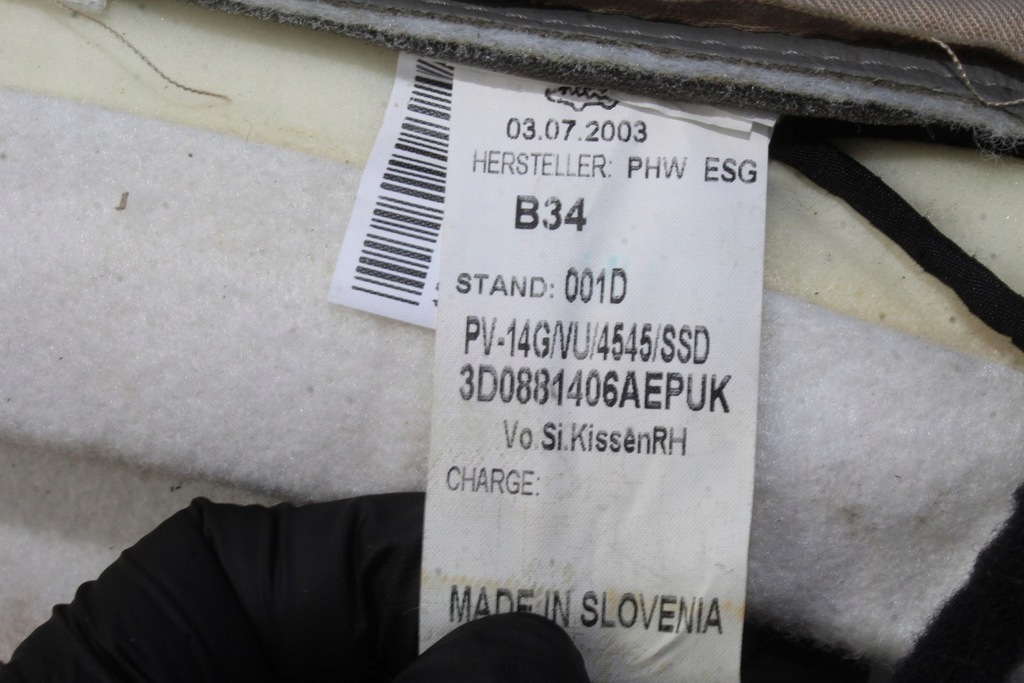 03.07.2003
HERSTELLER: PHW ESG
B34
STAND: 001D
PV-14G/VU/4545/SSD
3D0881406AEPUK
Vo.Si.KissenRH
CHARGE:
MADE IN SLOVENIA